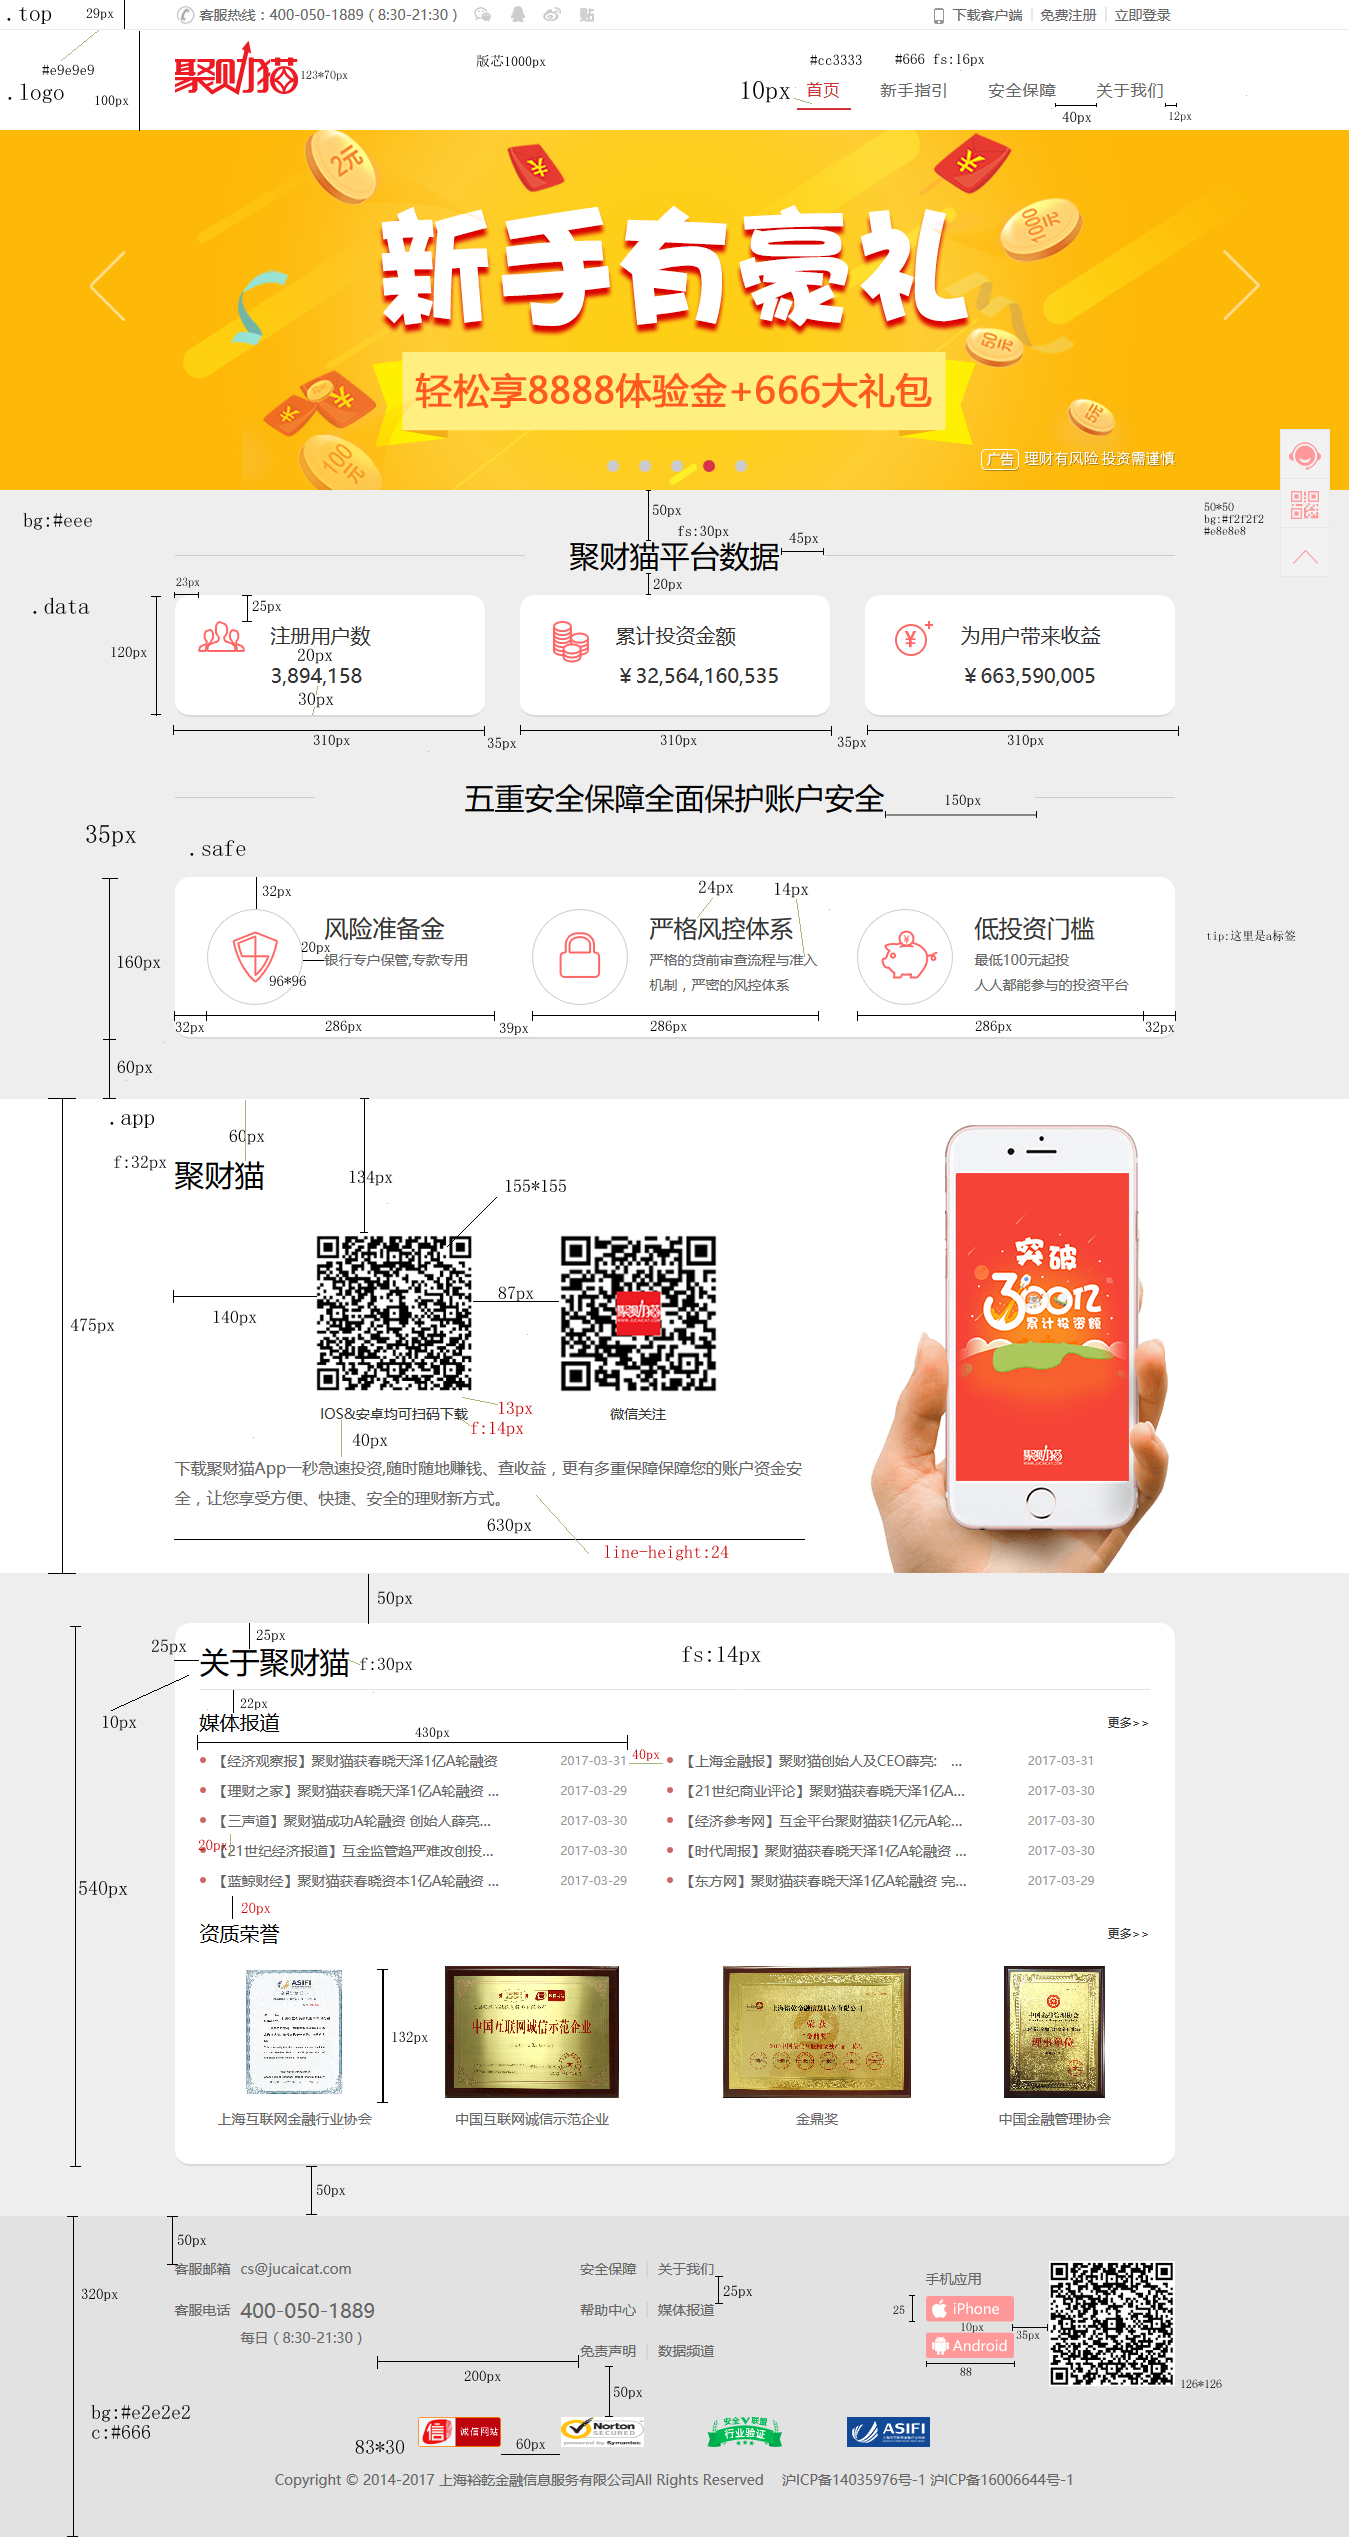 .top
29px
客服热线：400-050-1889（8:30-21:30）
贴
下载客户端 | 免费注册 | 立即登录
#e9e9e9
.logo
100px
聚财猫
123*70px
版芯1000px
#cc3333
#666 fs:16px
10px
首页
新手指引
安全保障
关于我们
40px
12px
2元
100元
新手有豪礼
50元
轻松享8888体验金+666大礼包
5元
100元
广告 理财有风险 投资需谨慎
bg:#eee
50px
fs:30px
50*50
bg:#f2f2f2
#e8e8e8
聚财猫平台数据
45px
20px
.data
23px
25px
120px
注册用户数
20px
3,894,158
30px
累计投资金额
￥32,564,160,535
为用户带来收益
￥663,590,005
310px
35px
310px
35px
310px
五重安全保障全面保护账户安全
150px
35px
.safe
32px
24px
14px
风险准备金
20px
银行专户保管,专款专用
96*96
严格风控体系
严格的贷前审查流程与准入
机制，严密的风控体系
低投资门槛
最低100元起投
人人都能参与的投资平台
tip:这里是a标签
160px
32px
286px
39px
286px
286px
32px
60px
.app
60px
f:32px
聚财猫
134px
155*155
聚财猫
87px
140px
475px
突破
300亿
累计投资额
聚财猫
IOS&安卓均可扫码下载
13px
f:14px
微信关注
40px
下载聚财猫App一秒急速投资,随时随地赚钱、查收益，更有多重保障保障您的账户资金安
全，让您享受方便、快捷、安全的理财新方式。
630px
line-height:24
50px
25px
25px
关于聚财猫
f:30px
fs:14px
10px
22px
媒体报道
更多>>
430px
【经济观察报】聚财猫获春晓天泽1亿A轮融资 2017-03-31
40px
【上海金融报】聚财猫创始人及CEO薛亮: ... 2017-03-31
【理财之家】聚财猫获春晓天泽1亿A轮融资 ... 2017-03-29
【21世纪商业评论】聚财猫获春晓天泽1亿A... 2017-03-30
【三声道】聚财猫成功A轮融资 创始人薛亮... 2017-03-30
【经济参考网】互金平台聚财猫获1亿元A轮... 2017-03-30
20px
【21世纪经济报道】互金监管趋严难改创投... 2017-03-30
【时代周报】聚财猫获春晓天泽1亿A轮融资 ... 2017-03-30
【蓝鲸财经】聚财猫获春晓资本1亿A轮融资 ... 2017-03-29
【东方网】聚财猫获春晓天泽1亿A轮融资 完... 2017-03-29
540px
20px
资质荣誉
更多>>
ASIFI
中国互联网诚信示范企业
132px
上海互联网金融行业协会
中国互联网诚信示范企业
金鼎奖
中国金融管理协会
50px
50px
客服邮箱 cs@jucaicat.com
安全保障 | 关于我们
25px
320px
客服电话 400-050-1889
每日（8:30-21:30）
帮助中心 | 媒体报道
免责声明 | 数据频道
手机应用
25
iPhone
10px
35px
Android
88
126*126
200px
50px
bg:#e2e2e2
c:#666
83*30
信 诚信网站
60px
Norton
SECURED
powered by Symantec
安全V联盟
行业验证
ASIFI
Copyright © 2014-2017 上海裕乾金融信息服务有限公司All Rights Reserved 沪ICP备14035976号-1 沪ICP备16006644号-1